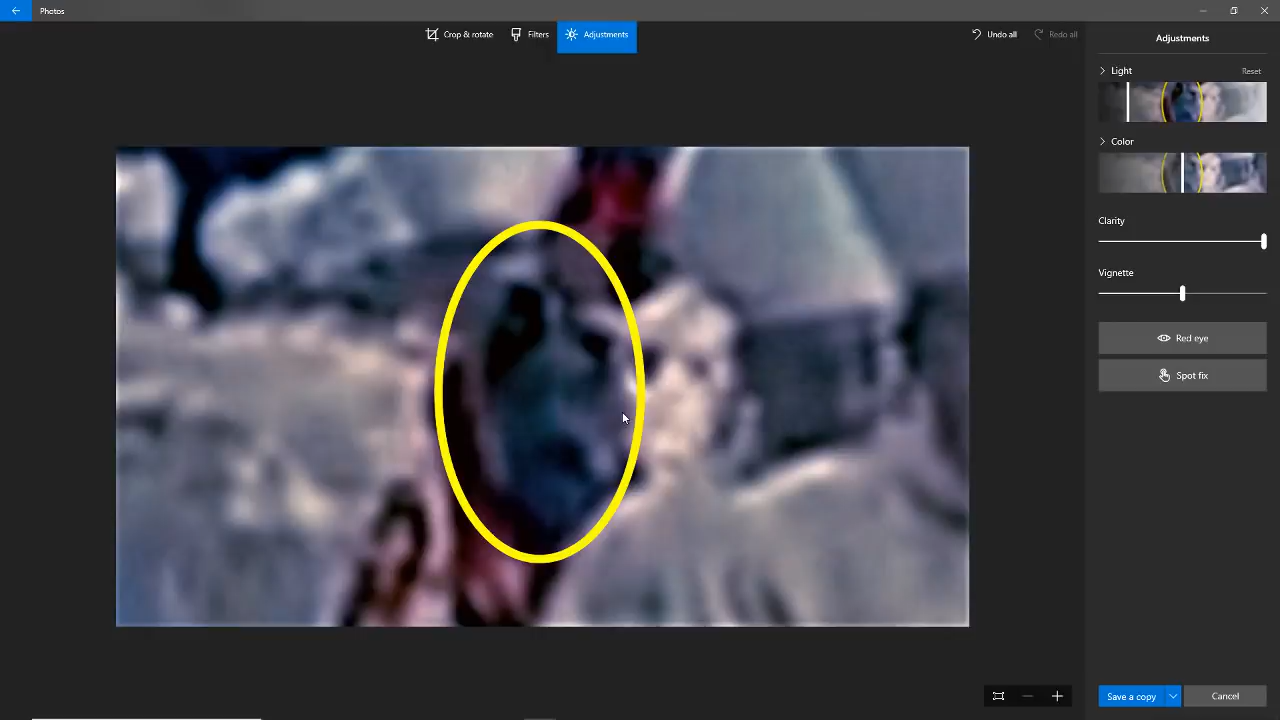 Photos
Crop & rotate
Filters
Adjustments
Undo all
Redo all
Adjustments
Light
Reset
Color
Clarity
Vignette
Red eye
Spot fix
Save a copy
Cancel